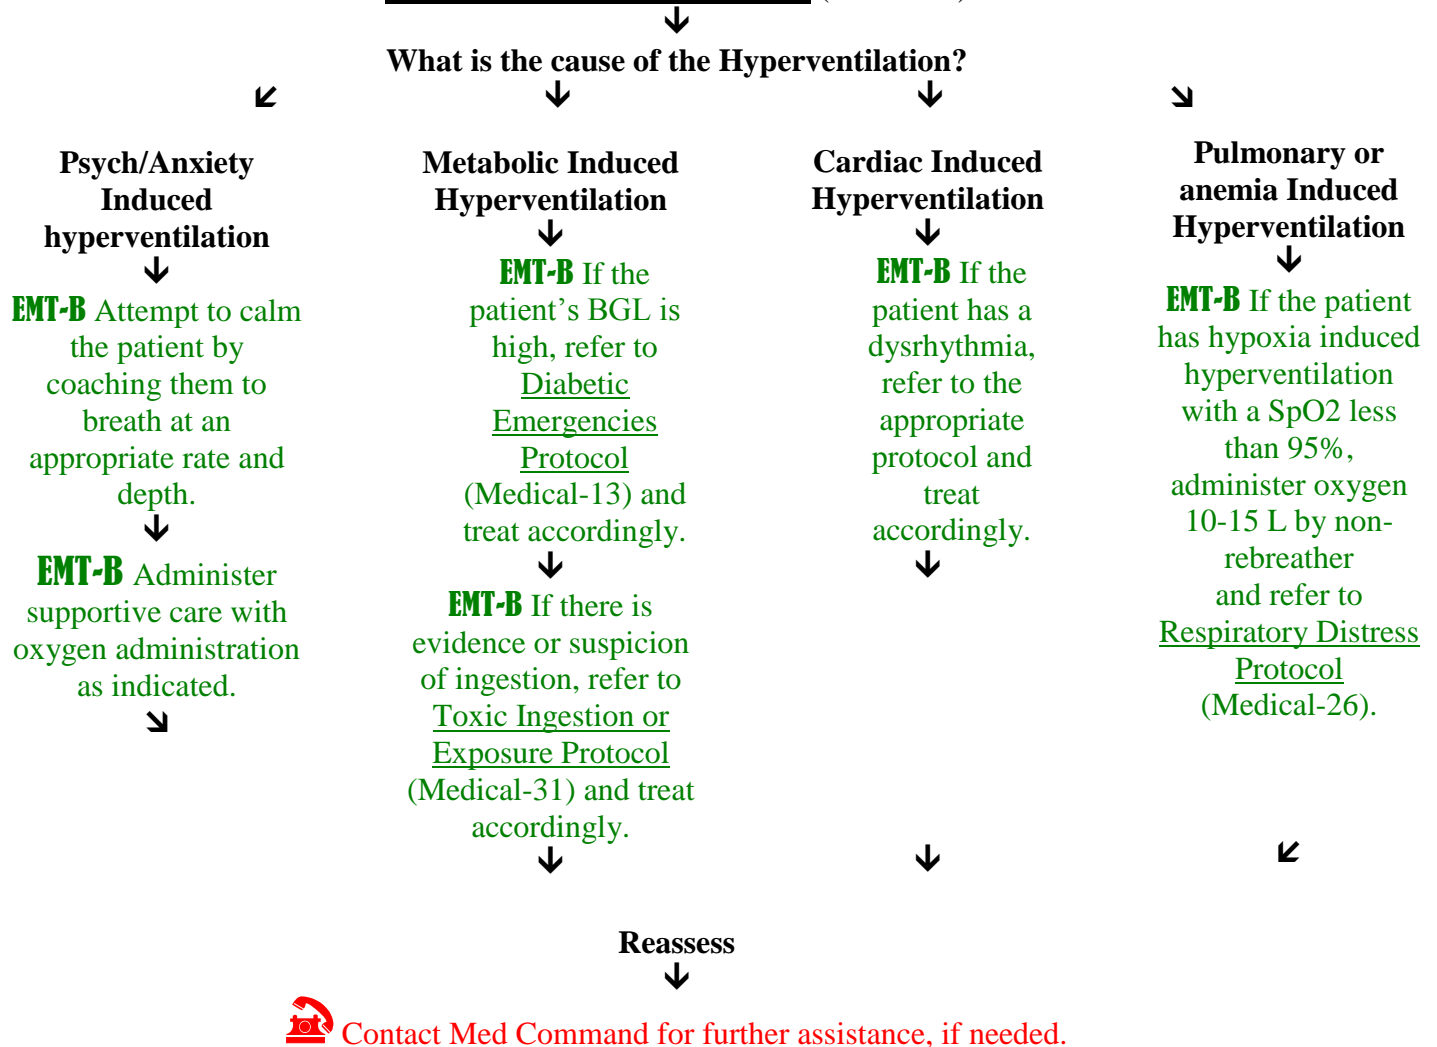 What is the cause of the Hyperventilation?
Psych/Anxiety
Induced
hyperventilation
EMT-B Attempt to calm
the patient by
coaching them to
breath at an
appropriate rate and
depth.
EMT-B Administer
supportive care with
oxygen administration
as indicated.
Metabolic Induced
Hyperventilation
EMT-B If the
patient’s BGL is
high, refer to
Diabetic
Emergencies
Protocol
(Medical-13) and
treat accordingly.
EMT-B If there is
evidence or suspicion
of ingestion, refer to
Toxic Ingestion or
Exposure Protocol
(Medical-31) and treat
accordingly.
Cardiac Induced
Hyperventilation
EMT-B If the
patient has a
dysrhythmia,
refer to the
appropriate
protocol and
treat
accordingly.
Pulmonary or
anemia Induced
Hyperventilation
EMT-B If the patient
has hypoxia induced
hyperventilation
with a SpO2 less
than 95%,
administer oxygen
10-15 L by non-
rebreather
and refer to
Respiratory Distress
Protocol
(Medical-26).
Reassess
Contact Med Command for further assistance, if needed.